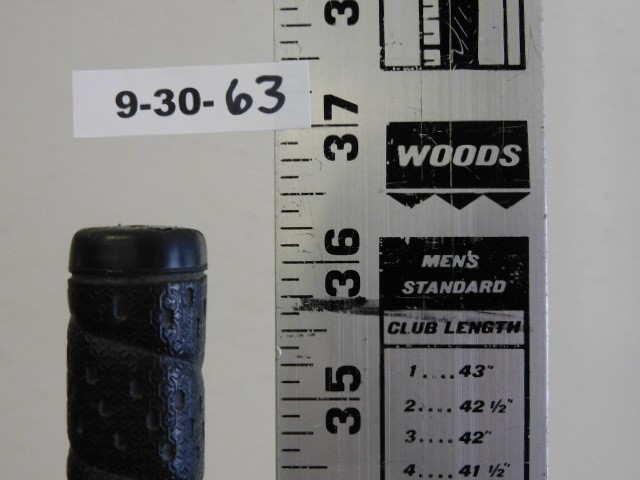 9-30-63
3
37
WOODS
36
MEN'S
STANDARD
CLUB LENGTH
1....43"
35
2....42 ½"
3....42"
4....41 ½"